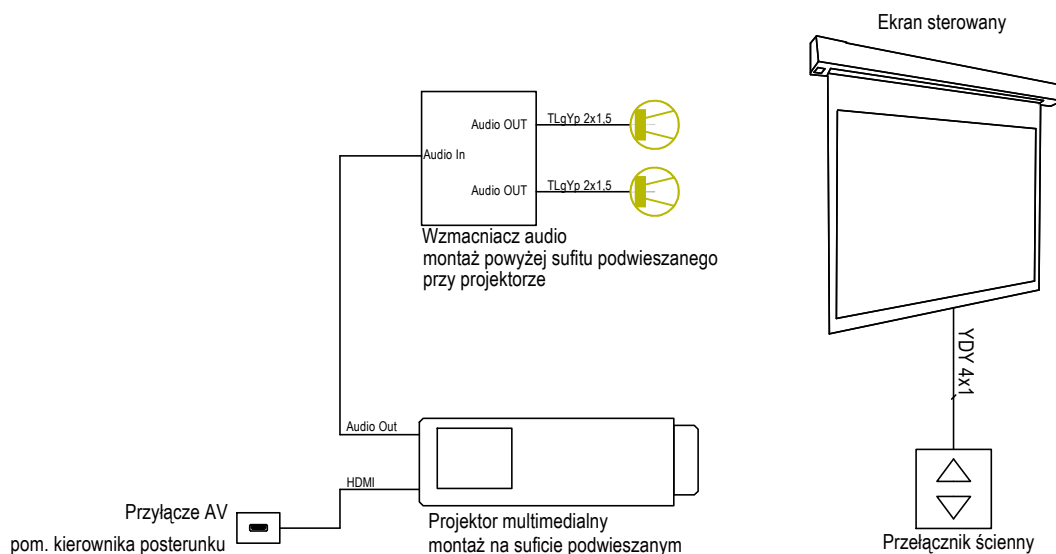 Ekran sterowany
Audio OUT
TLgYp 2x1,5
Audio In
Audio OUT
TLgYp 2x1,5
Wzmacniacz audio
montaż powyżej sufitu podwieszanego
przy projektorze
YDY 4x1
Audio Out
HDMI
Przyłącze AV
pom. kierownika posterunku
Projektor multimedialny
montaż na suficie podwieszanym
Przełącznik ścienny